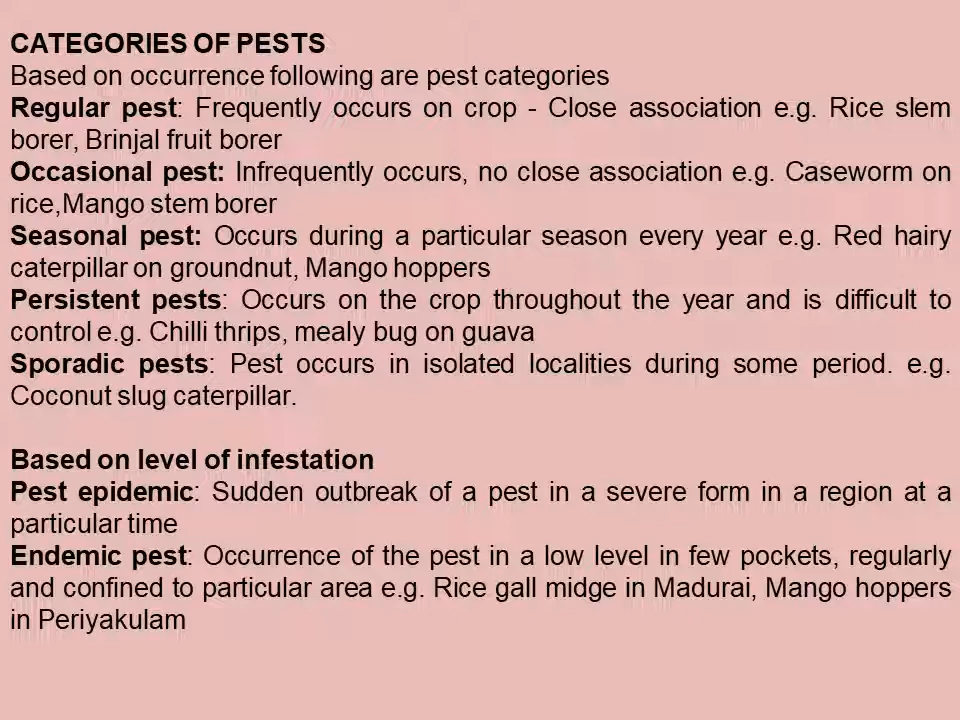 CATEGORIES OF PESTS
Based on occurrence following are pest categories
Regular pest: Frequently occurs on crop - Close association e.g. Rice slem
borer, Brinjal fruit borer
Occasional pest: Infrequently occurs, no close association e.g. Caseworm on
rice,Mango stem borer
Seasonal pest: Occurs during a particular season every year e.g. Red hairy
caterpillar on groundnut, Mango hoppers
Persistent pests: Occurs on the crop throughout the year and is difficult to
control e.g. Chilli thrips, mealy bug on guava
Sporadic pests: Pest occurs in isolated localities during some period. e.g.
Coconut slug caterpillar.
Based on level of infestation
Pest epidemic: Sudden outbreak of a pest in a severe form in a region at a
particular time
Endemic pest: Occurrence of the pest in a low level in few pockets, regularly
and confined to particular area e.g. Rice gall midge in Madurai, Mango hoppers
in Periyakulam